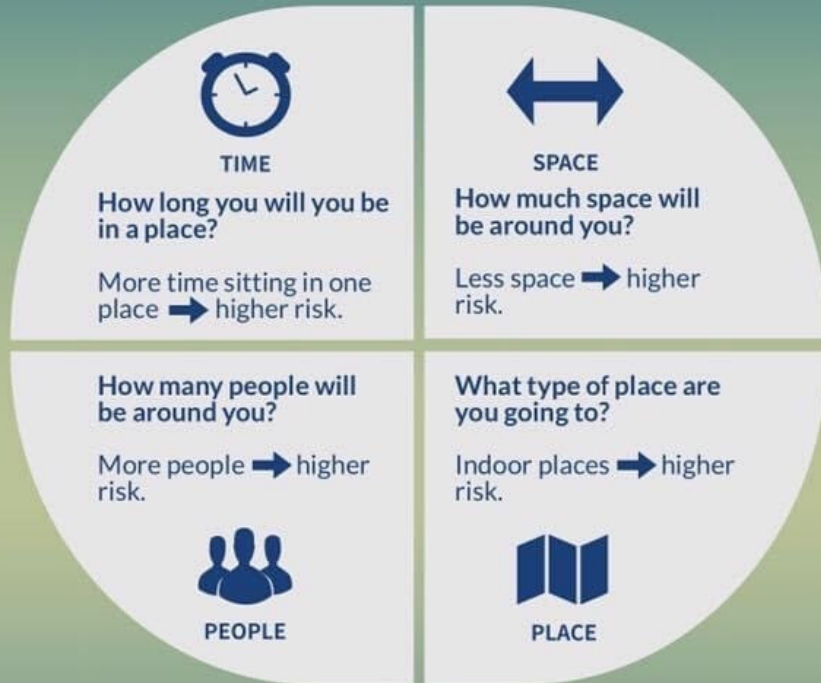 TIME
How long you will you be
in a place?
More time sitting in one
place ➡ higher risk.
SPACE
How much space will
be around you?
Less space ➡ higher
risk.
How many people will
be around you?
More people ➡ higher
risk.
PEOPLE
What type of place are
you going to?
Indoor places ➡ higher
risk.
PLACE